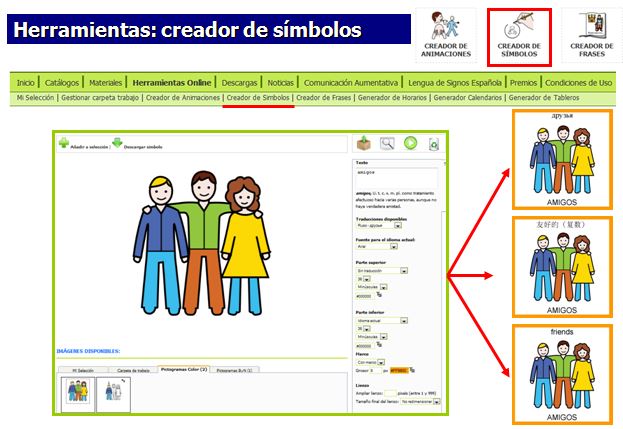 Herramientas: creador de símbolos
CREADOR DE ANIMACIONES
CREADOR DE SÍMBOLOS
CREADOR DE FRASES
Inicio | Catálogos | Materiales | Herramientas Online | Descargas | Noticias | Comunicación Aumentativa | Lengua de Signos Española | Premios | Condiciones de Uso
Mi Selección | Gestionar carpeta trabajo | Creador de Animaciones | Creador de Símbolos | Creador de Frases | Generador de Horarios | Generador Calendarios | Generador de Tableros
Añadir a selección | Descargar símbolo
Texto
amigos
amigo; U. t. c. s. m. pl. como tratamiento
afectuoso hacia varias personas, aunque no
haya verdadera amistad.
Traducciones disponibles
Ruso - друзья
Fuente para el idioma actual:
Arial
Parte superior
Sin traducción
36
Minúsculas
#000000
Parte inferior
Idioma actual
36
Minúsculas
#000000
Marco
Con marco
Grosor 8 px
Lienzo
Ampliar lienzo: pixels (entre 1 y 999)
Tamaño final del lienzo: No redimensionar
IMÁGENES DISPONIBLES:
Mi Selección
Carpeta de trabajo
Pictogramas Color (2)
Pictogramas ByN (1)
друзья
AMIGOS
友好的（复数）
AMIGOS
friends
AMIGOS